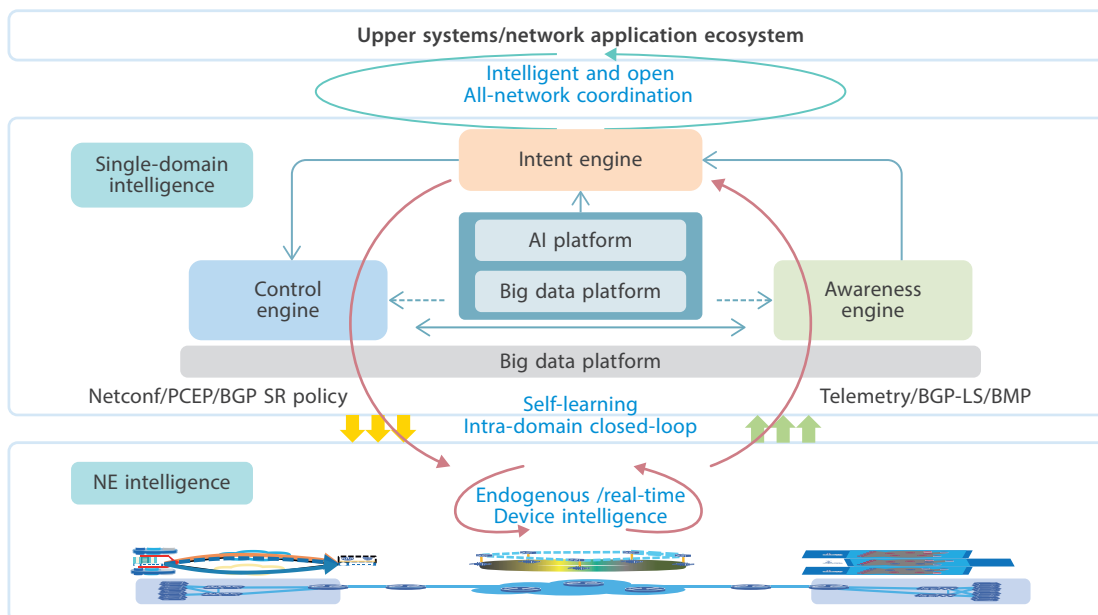 Upper systems/network application ecosystem
Intelligent and open
All-network coordination
Single-domain
intelligence
Intent engine
AI platform
Big data platform
Control
engine
Awareness
engine
Big data platform
Netconf/PCEP/BGP SR policy
Telemetry/BGP-LS/BMP
Self-learning
Intra-domain closed-loop
NE intelligence
Endogenous /real-time
Device intelligence